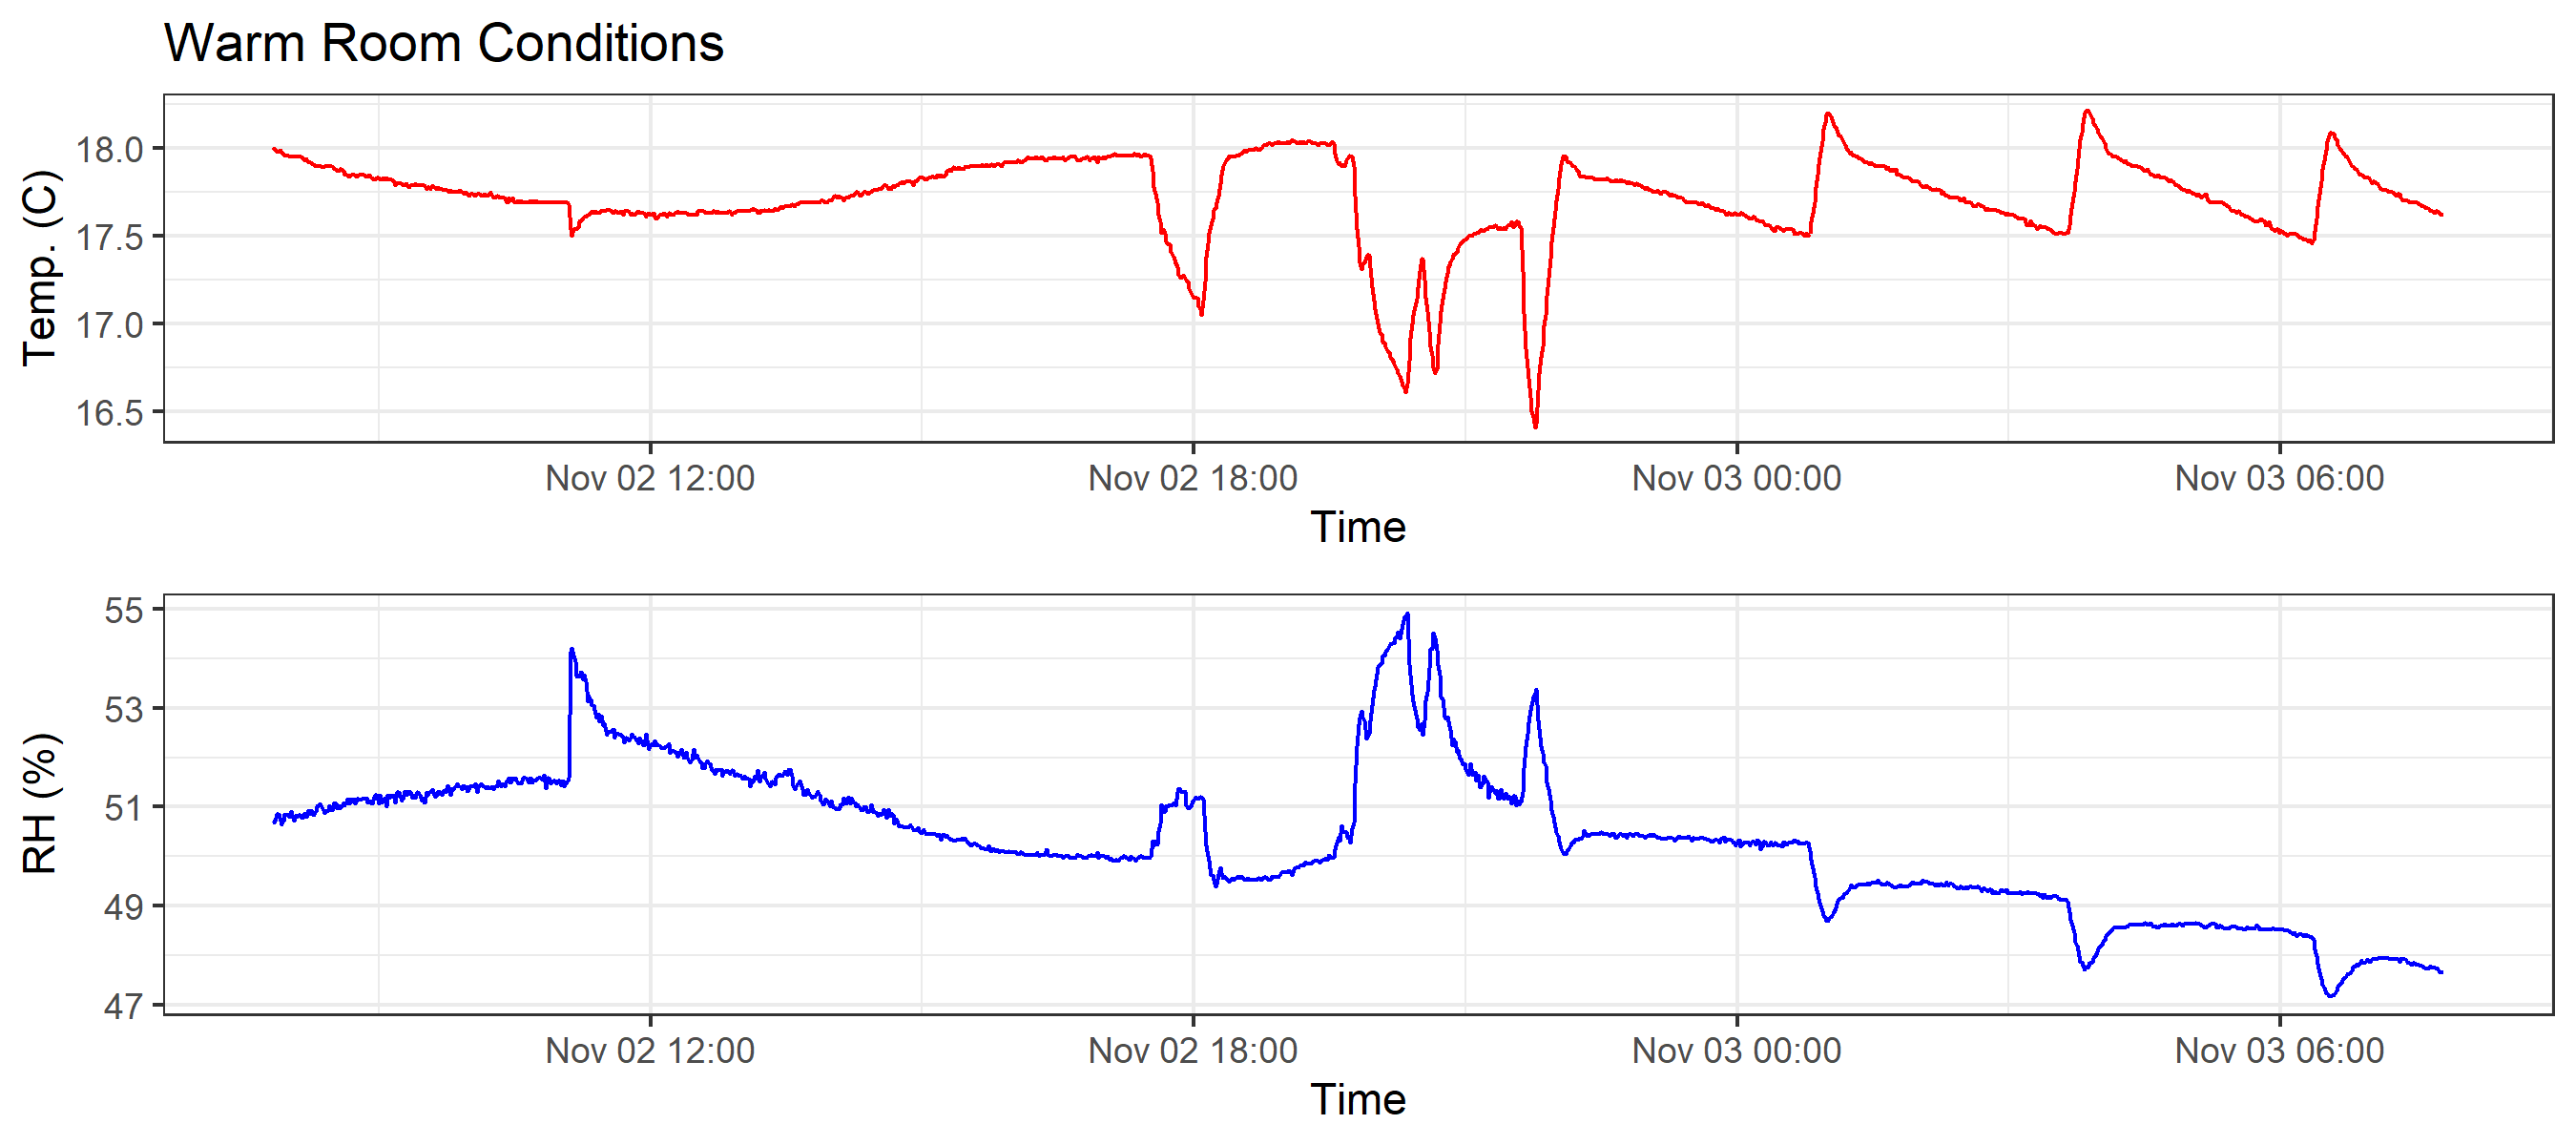 Warm Room Conditions
Temp. (C)
18.0
17.5
17.0
16.5
Nov 02 12:00 Nov 02 18:00 Nov 03 00:00 Nov 03 06:00
Time
RH (%)
55
53
51
49
47
Nov 02 12:00 Nov 02 18:00 Nov 03 00:00 Nov 03 06:00
Time